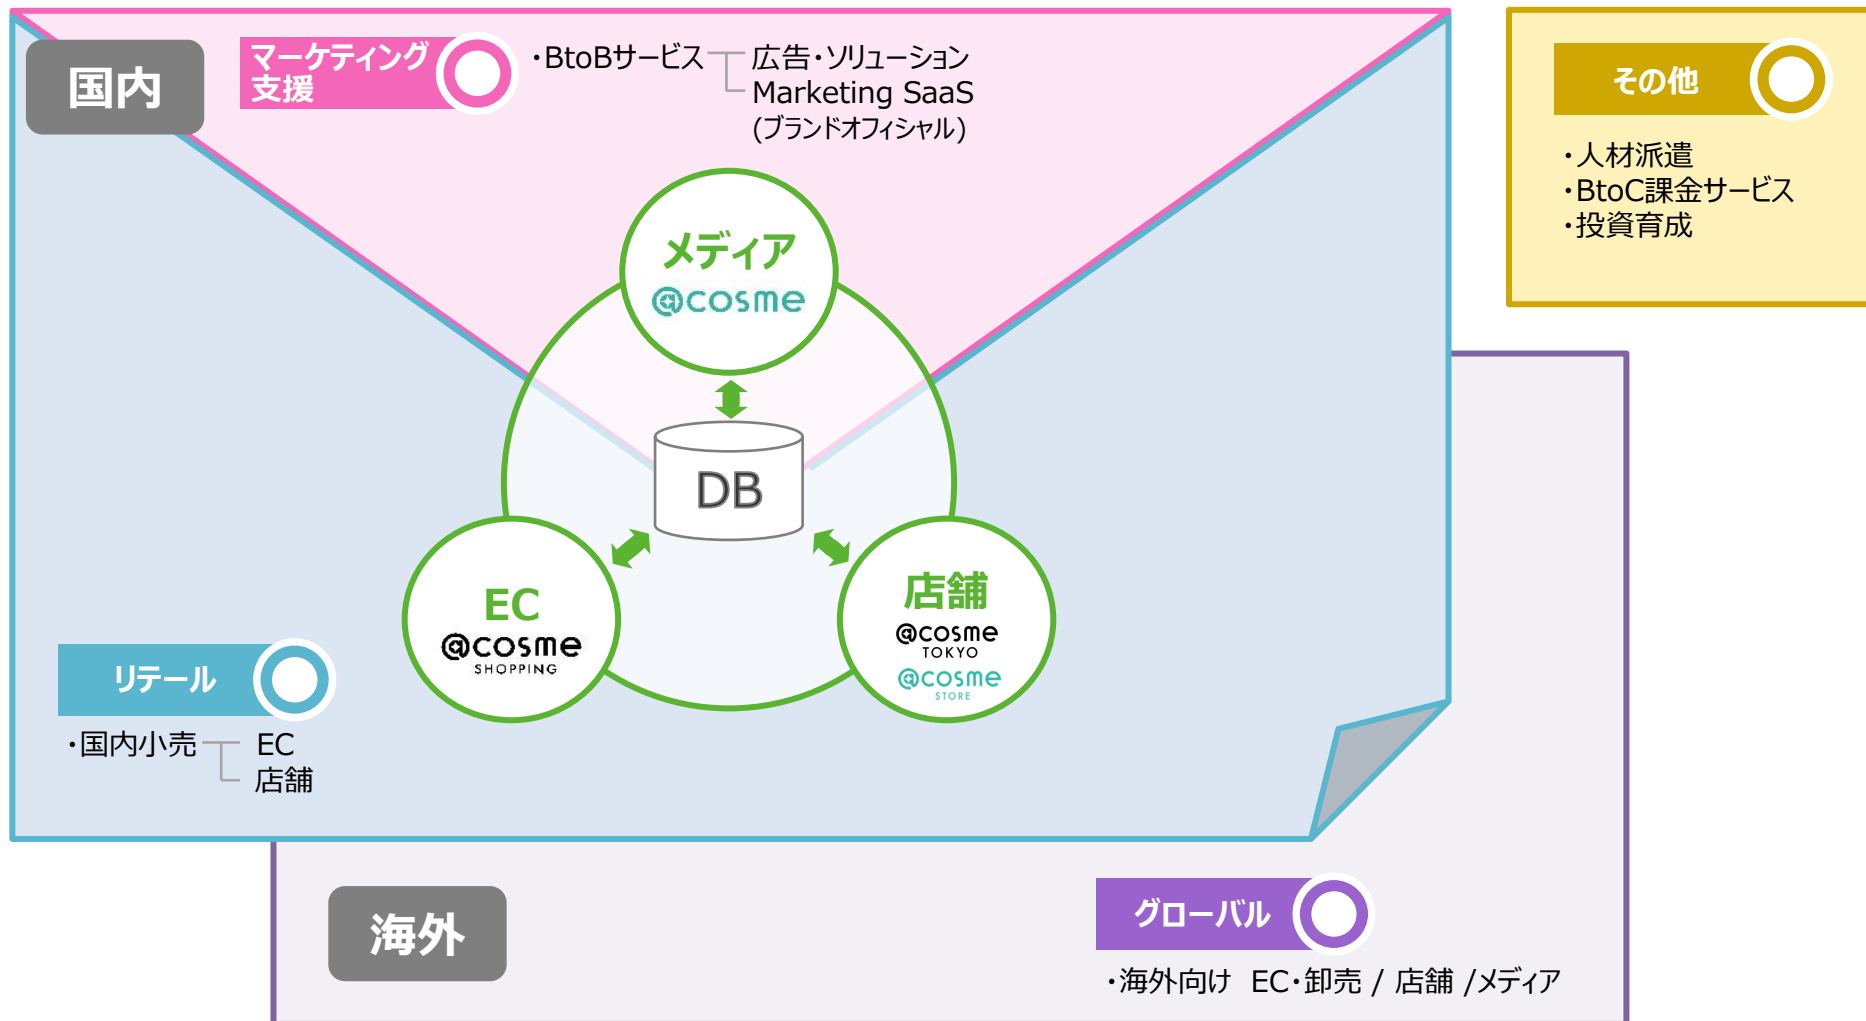 国内
マーケティング
支援
・BtoBサービス
広告・ソリューション
Marketing SaaS
(ブランドオフィシャル)
その他
・人材派遣
・BtoC課金サービス
・投資育成
メディア
@cosme
DB
EC
@cosme
SHOPPING
店舗
@cosme
TOKYO
@cosme
STORE
リテール
・国内小売
EC
店舗
海外
グローバル
・海外向け EC・卸売 / 店舗 /メディア